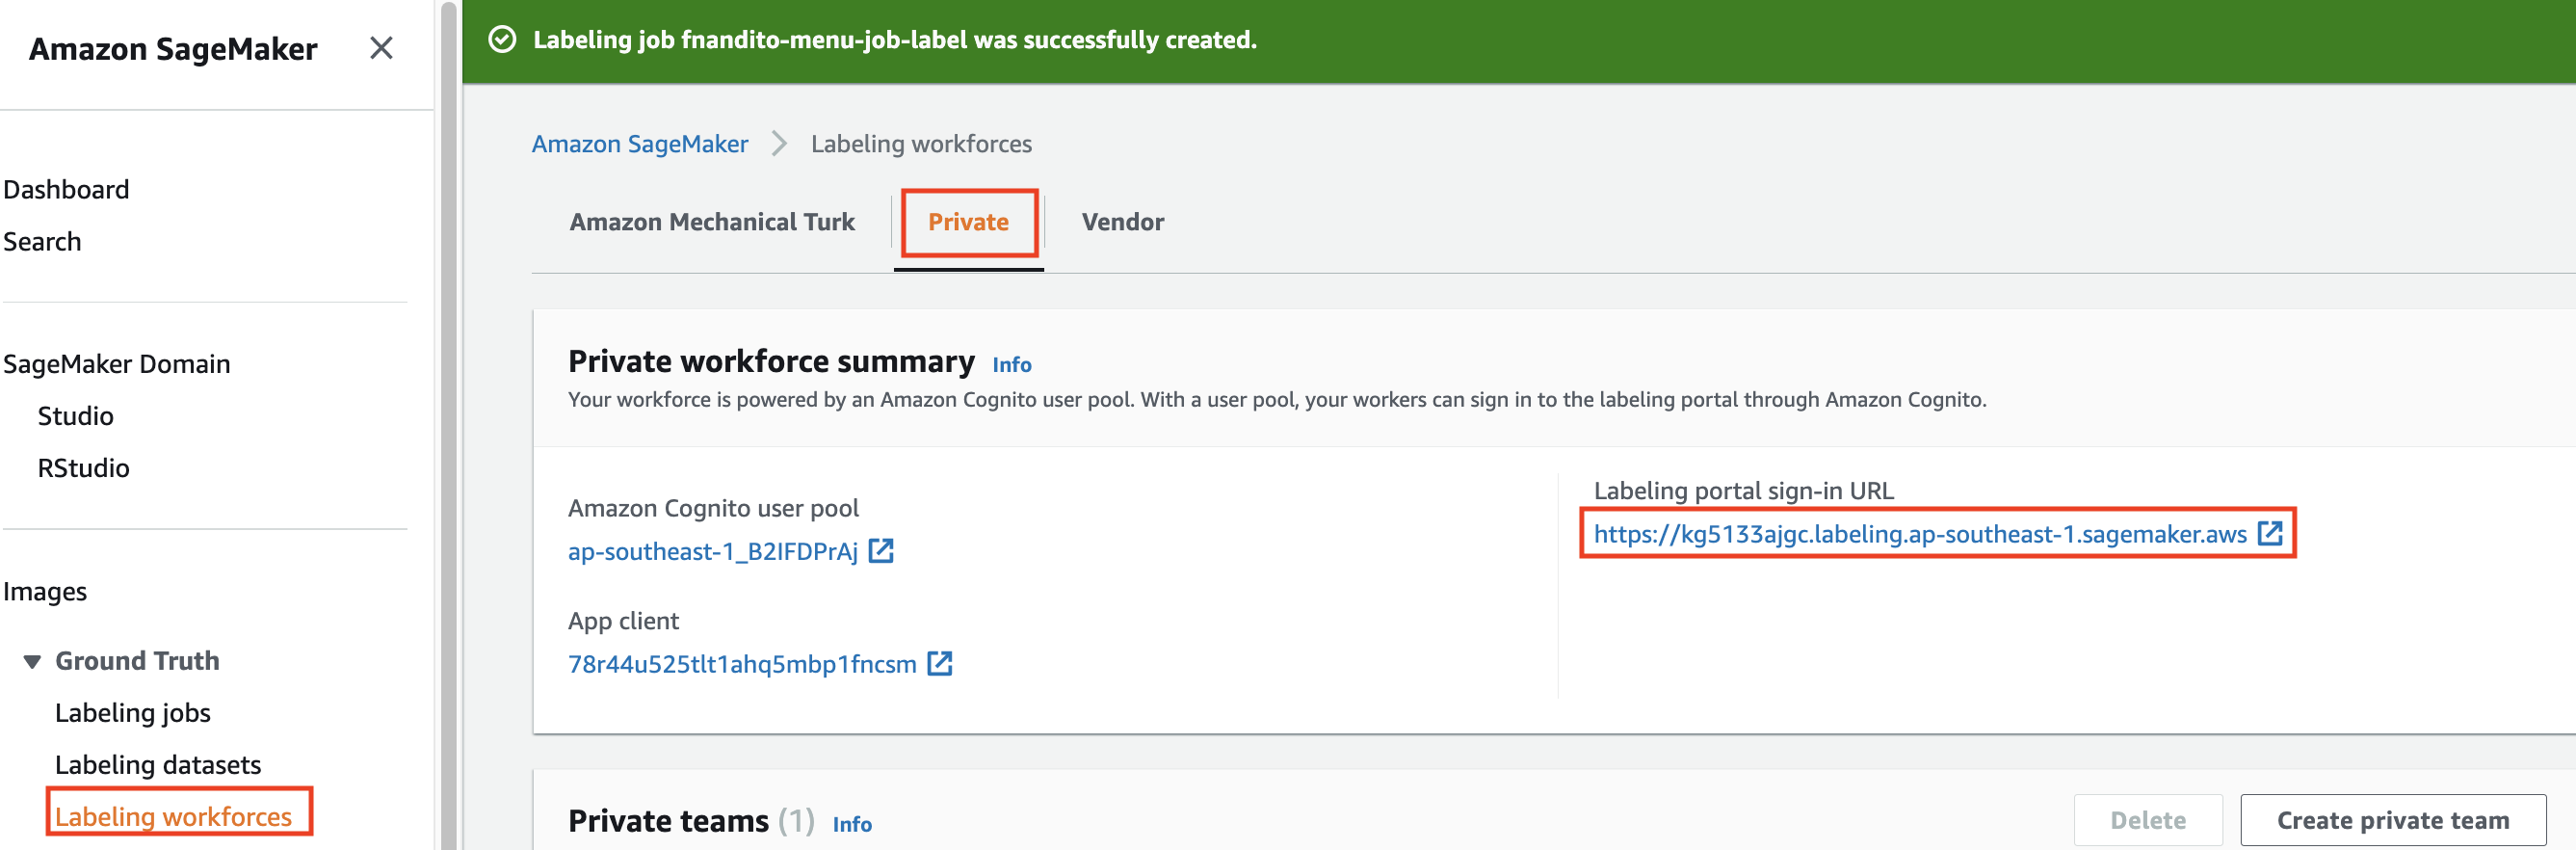 Amazon SageMaker
Dashboard
Search
SageMaker Domain
Studio
RStudio
Images
Ground Truth
Labeling jobs
Labeling datasets
Labeling workforces
Labeling job fnandito-menu-job-label was successfully created.
Amazon SageMaker > Labeling workforces
Amazon Mechanical Turk Private Vendor
Private workforce summary Info
Your workforce is powered by an Amazon Cognito user pool. With a user pool, your workers can sign in to the labeling portal through Amazon Cognito.
Amazon Cognito user pool
ap-southeast-1_B2IFDPrAj
App client
78r44u525tlt1ahq5mbp1fncsm
Labeling portal sign-in URL
https://kg5133ajgc.labeling.ap-southeast-1.sagemaker.aws
Private teams (1) Info
Delete Create private team